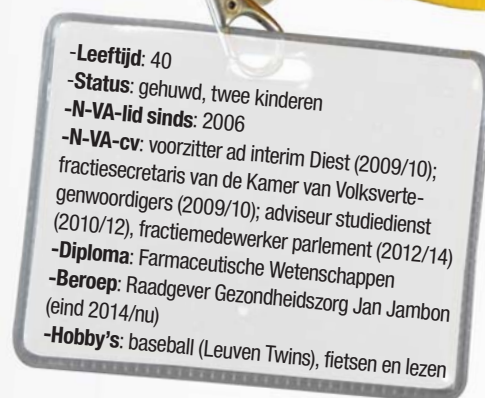 -Leeftijd: 40
-Status: gehuwd, twee kinderen
-N-VA-lid sinds: 2006
-N-VA-cv: voorzitter ad interim Diest (2009/10);
fractiesecretaris van de Kamer van Volksverte-
genwoordigers (2009/10); adviseur studiedienst
(2010/12), fractiemedewerker parlement (2012/14)
-Diploma: Farmaceutische Wetenschappen
-Beroep: Raadgever Gezondheidszorg Jan Jambon
(eind 2014/nu)
-Hobby's: baseball (Leuven Twins), fietsen en lezen